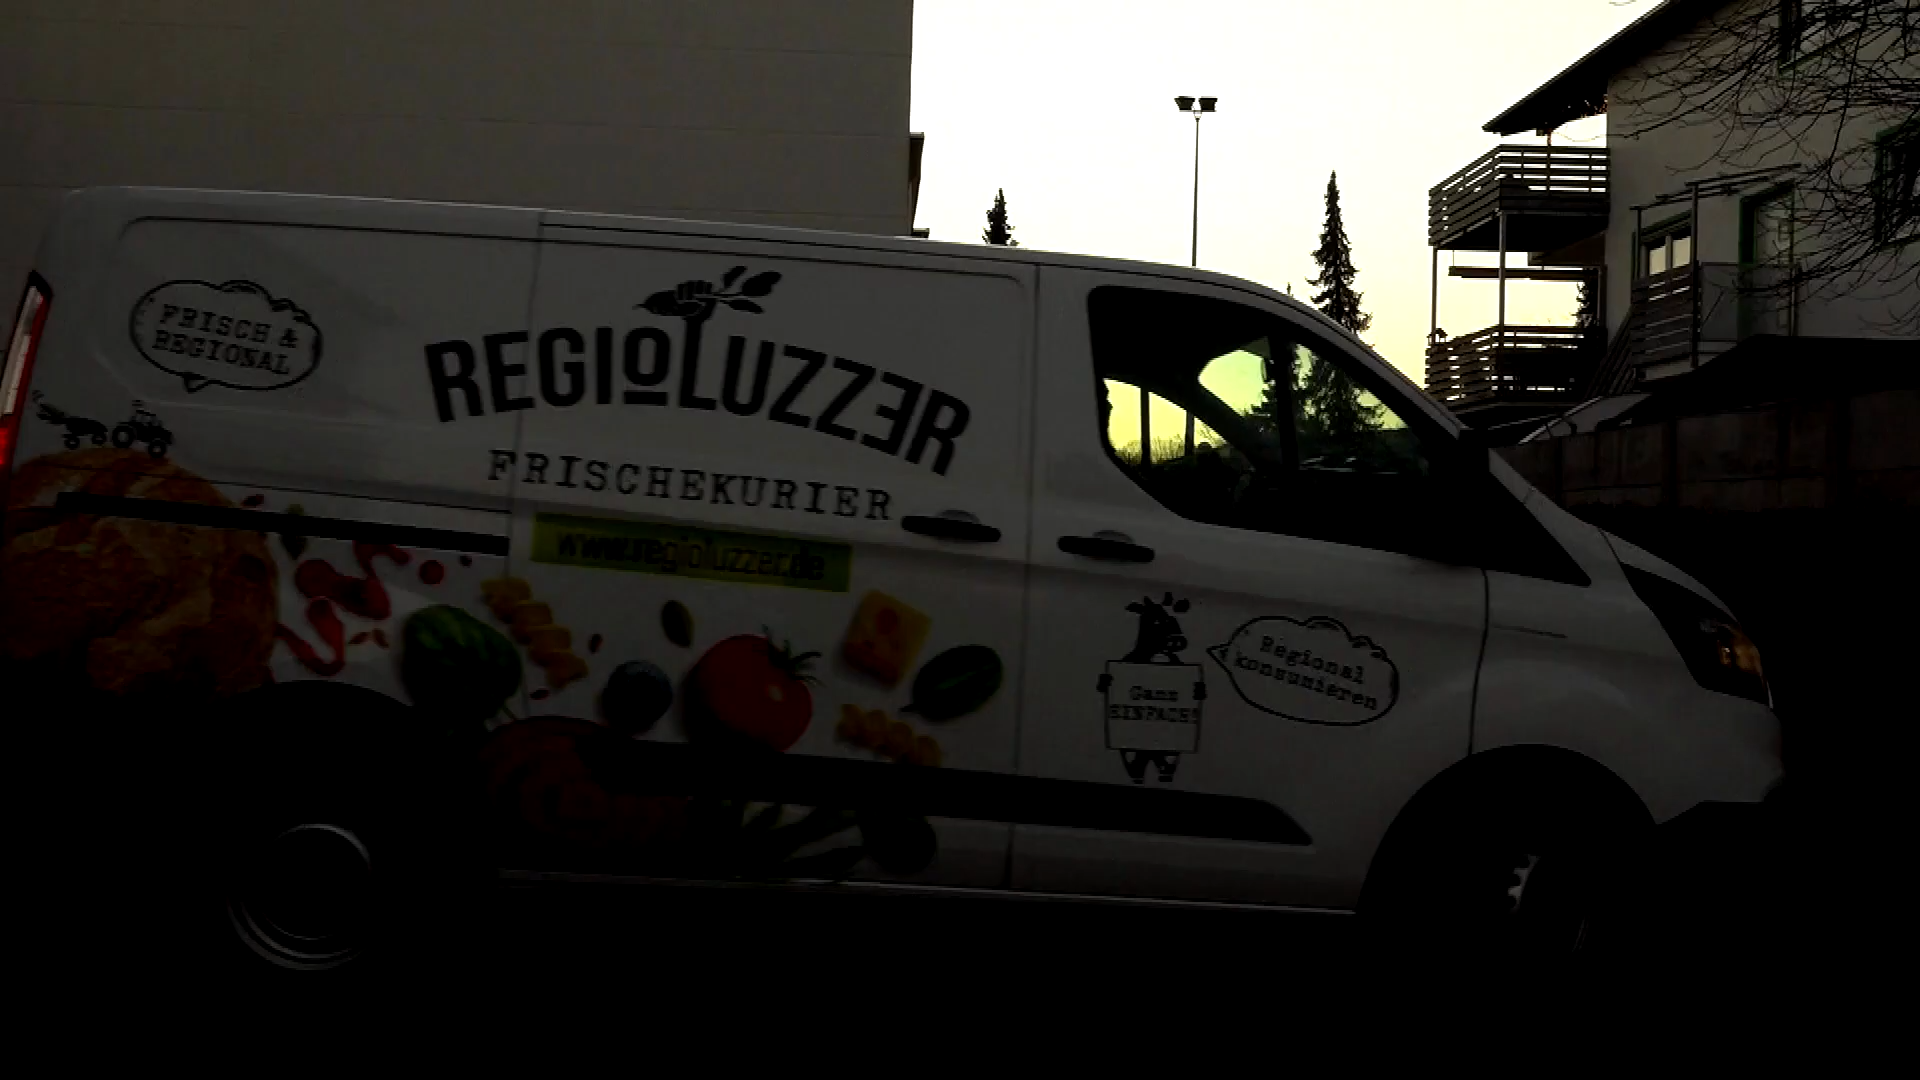 FRISCH &
REGIONAL
REGIOLUZZER
FRISCHEKURIER
www.regioluzzer.de
Ganz
EINFACH!
Regional
konsumieren